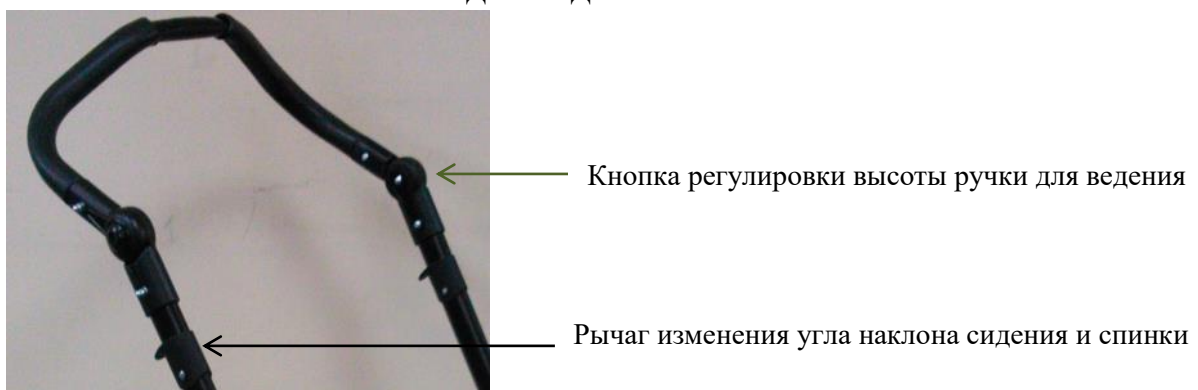 Кнопка регулировки высоты ручки для ведения
Рычаг изменения угла наклона сидения и спинки